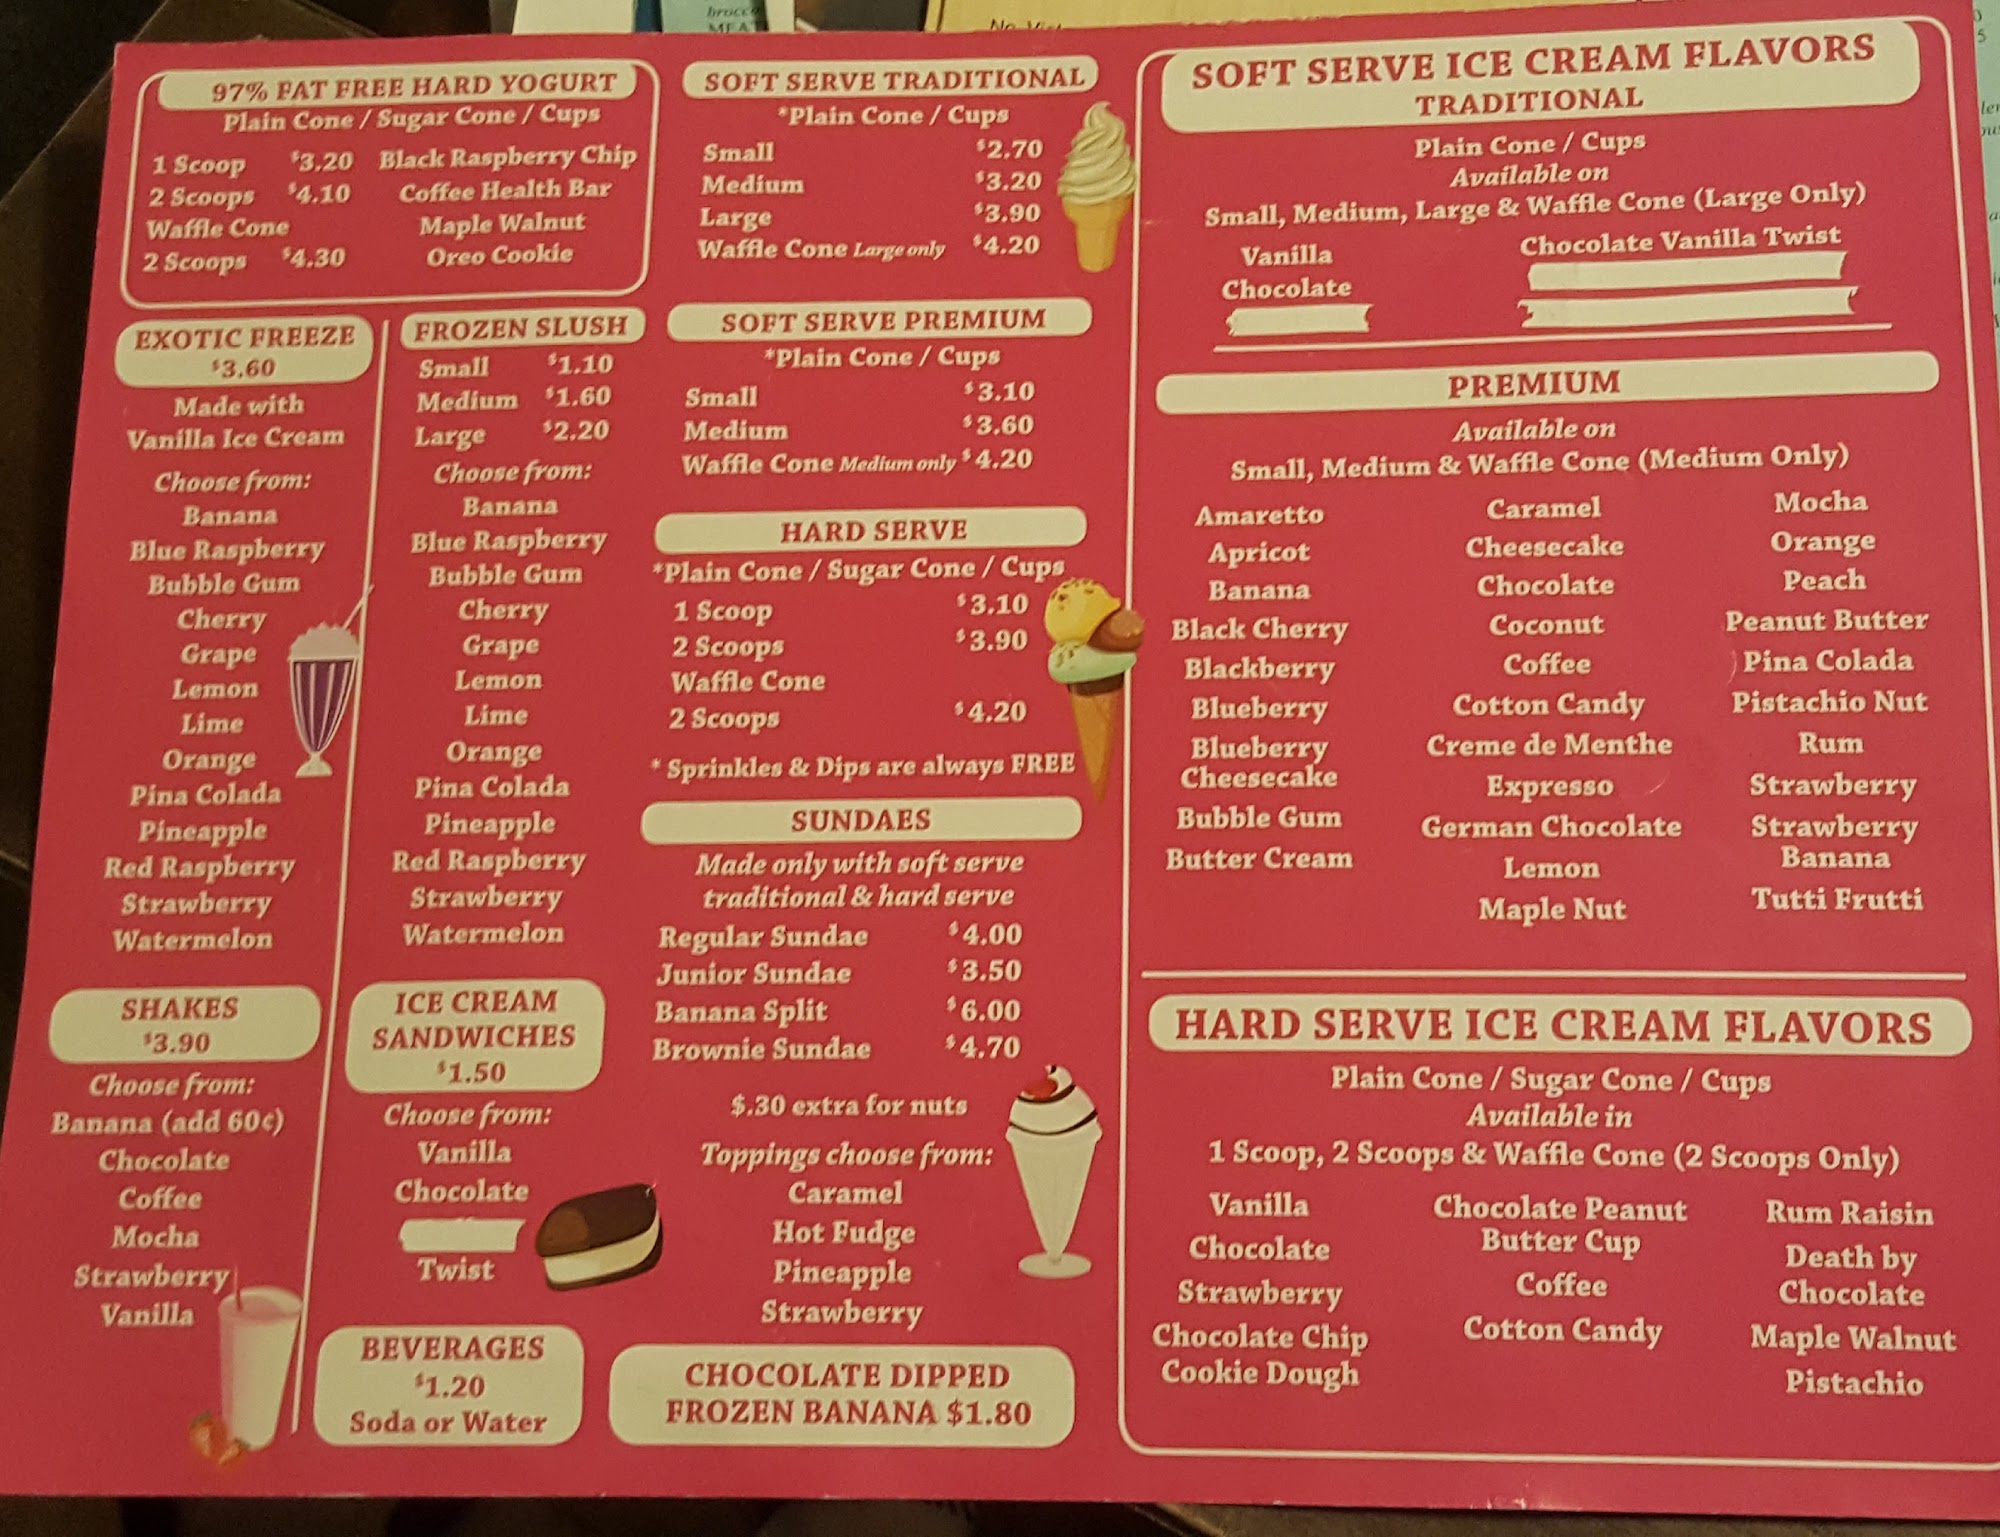 brocco
MEAT
97% FAT FREE HARD YOGURT
Plain Cone / Sugar Cone / Cups
1 Scoop $3.20 Black Raspberry Chip
2 Scoops $4.10 Coffee Health Bar
Waffle Cone Maple Walnut
2 Scoops $4.30 Oreo Cookie
EXOTIC FREEZE
$3.60
Made with
Vanilla Ice Cream
Choose from:
Banana
Blue Raspberry
Bubble Gum
Cherry
Grape
Lemon
Lime
Orange
Pina Colada
Pineapple
Red Raspberry
Strawberry
Watermelon
SHAKES
$3.90
Choose from:
Banana (add 60¢)
Chocolate
Coffee
Mocha
Strawberry
Vanilla
FROZEN SLUSH
Small $1.10
Medium $1.60
Large $2.20
Choose from:
Banana
Blue Raspberry
Bubble Gum
Cherry
Grape
Lemon
Lime
Orange
Pina Colada
Pineapple
Red Raspberry
Strawberry
Watermelon
ICE CREAM
SANDWICHES
$1.50
Choose from:
Vanilla
Chocolate
Twist
BEVERAGES
$1.20
Soda or Water
SOFT SERVE TRADITIONAL
*Plain Cone / Cups
Small $2.70
Medium $3.20
Large $3.90
Waffle Cone Large only $4.20
SOFT SERVE PREMIUM
*Plain Cone / Cups
Small $3.10
Medium $3.60
Waffle Cone Medium only $4.20
HARD SERVE
*Plain Cone / Sugar Cone / Cups
1 Scoop $3.10
2 Scoops $3.90
Waffle Cone
2 Scoops $4.20
* Sprinkles & Dips are always FREE
SUNDAES
Made only with soft serve
traditional & hard serve
Regular Sundae $4.00
Junior Sundae $3.50
Banana Split $6.00
Brownie Sundae $4.70
$.30 extra for nuts
Toppings choose from:
Caramel
Hot Fudge
Pineapple
Strawberry
CHOCOLATE DIPPED
FROZEN BANANA $1.80
SOFT SERVE ICE CREAM FLAVORS
TRADITIONAL
Plain Cone / Cups
Available on
Small, Medium, Large & Waffle Cone (Large Only)
Vanilla Chocolate Vanilla Twist
Chocolate
PREMIUM
Available on
Small, Medium & Waffle Cone (Medium Only)
Amaretto Caramel Mocha
Apricot Cheesecake Orange
Banana Chocolate Peach
Black Cherry Coconut Peanut Butter
Blackberry Coffee Pina Colada
Blueberry Cotton Candy Pistachio Nut
Blueberry Creme de Menthe Rum
Cheesecake Expresso Strawberry
Bubble Gum German Chocolate Strawberry
Butter Cream Lemon Banana
Maple Nut Tutti Frutti
HARD SERVE ICE CREAM FLAVORS
Plain Cone / Sugar Cone / Cups
Available in
1 Scoop, 2 Scoops & Waffle Cone (2 Scoops Only)
Vanilla Chocolate Peanut Rum Raisin
Chocolate Butter Cup Death by
Strawberry Coffee Chocolate
Chocolate Chip Cotton Candy Maple Walnut
Cookie Dough Pistachio